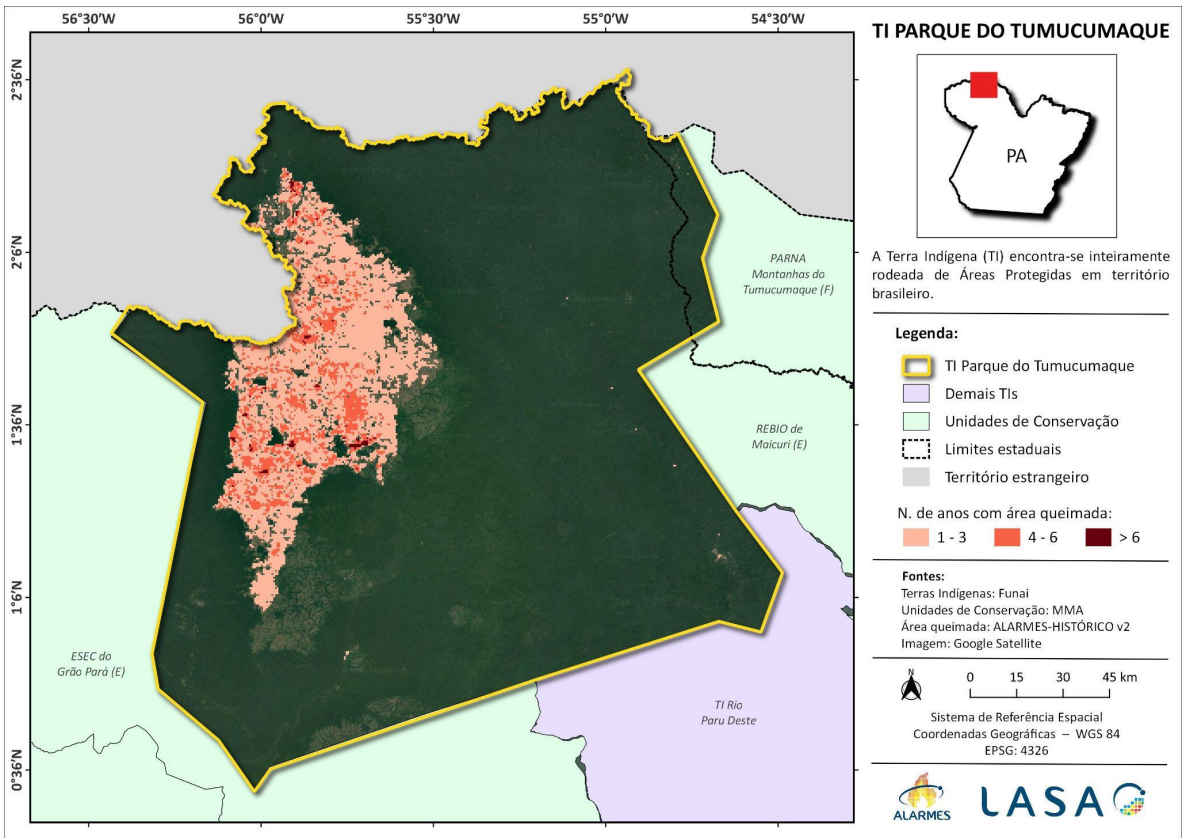 56°30'W 56°0'W 55°30'W 55°0'W 54°30'W
2°36'N
2°6'N
1°36'N
1°6'N
0°36'N
PARNA
Montanhas do
Tumucumaque (F)
REBIO de
Maicuri (E)
ESEC do
Grão Pará (E)
TI Rio
Paru Deste
TI PARQUE DO TUMUCUMAQUE
PA
A Terra Indígena (TI) encontra-se inteiramente
rodeada de Áreas Protegidas em território
brasileiro.
Legenda:
TI Parque do Tumucumaque
Demais TIs
Unidades de Conservação
Limites estaduais
Território estrangeiro
N. de anos com área queimada:
1 - 3 4 - 6 > 6
Fontes:
Terras Indígenas: Funai
Unidades de Conservação: MMA
Área queimada: ALARMES-HISTÓRICO v2
Imagem: Google Satellite
N
0 15 30 45 km
Sistema de Referência Espacial
Coordenadas Geográficas – WGS 84
EPSG: 4326
ALARMES
LASA